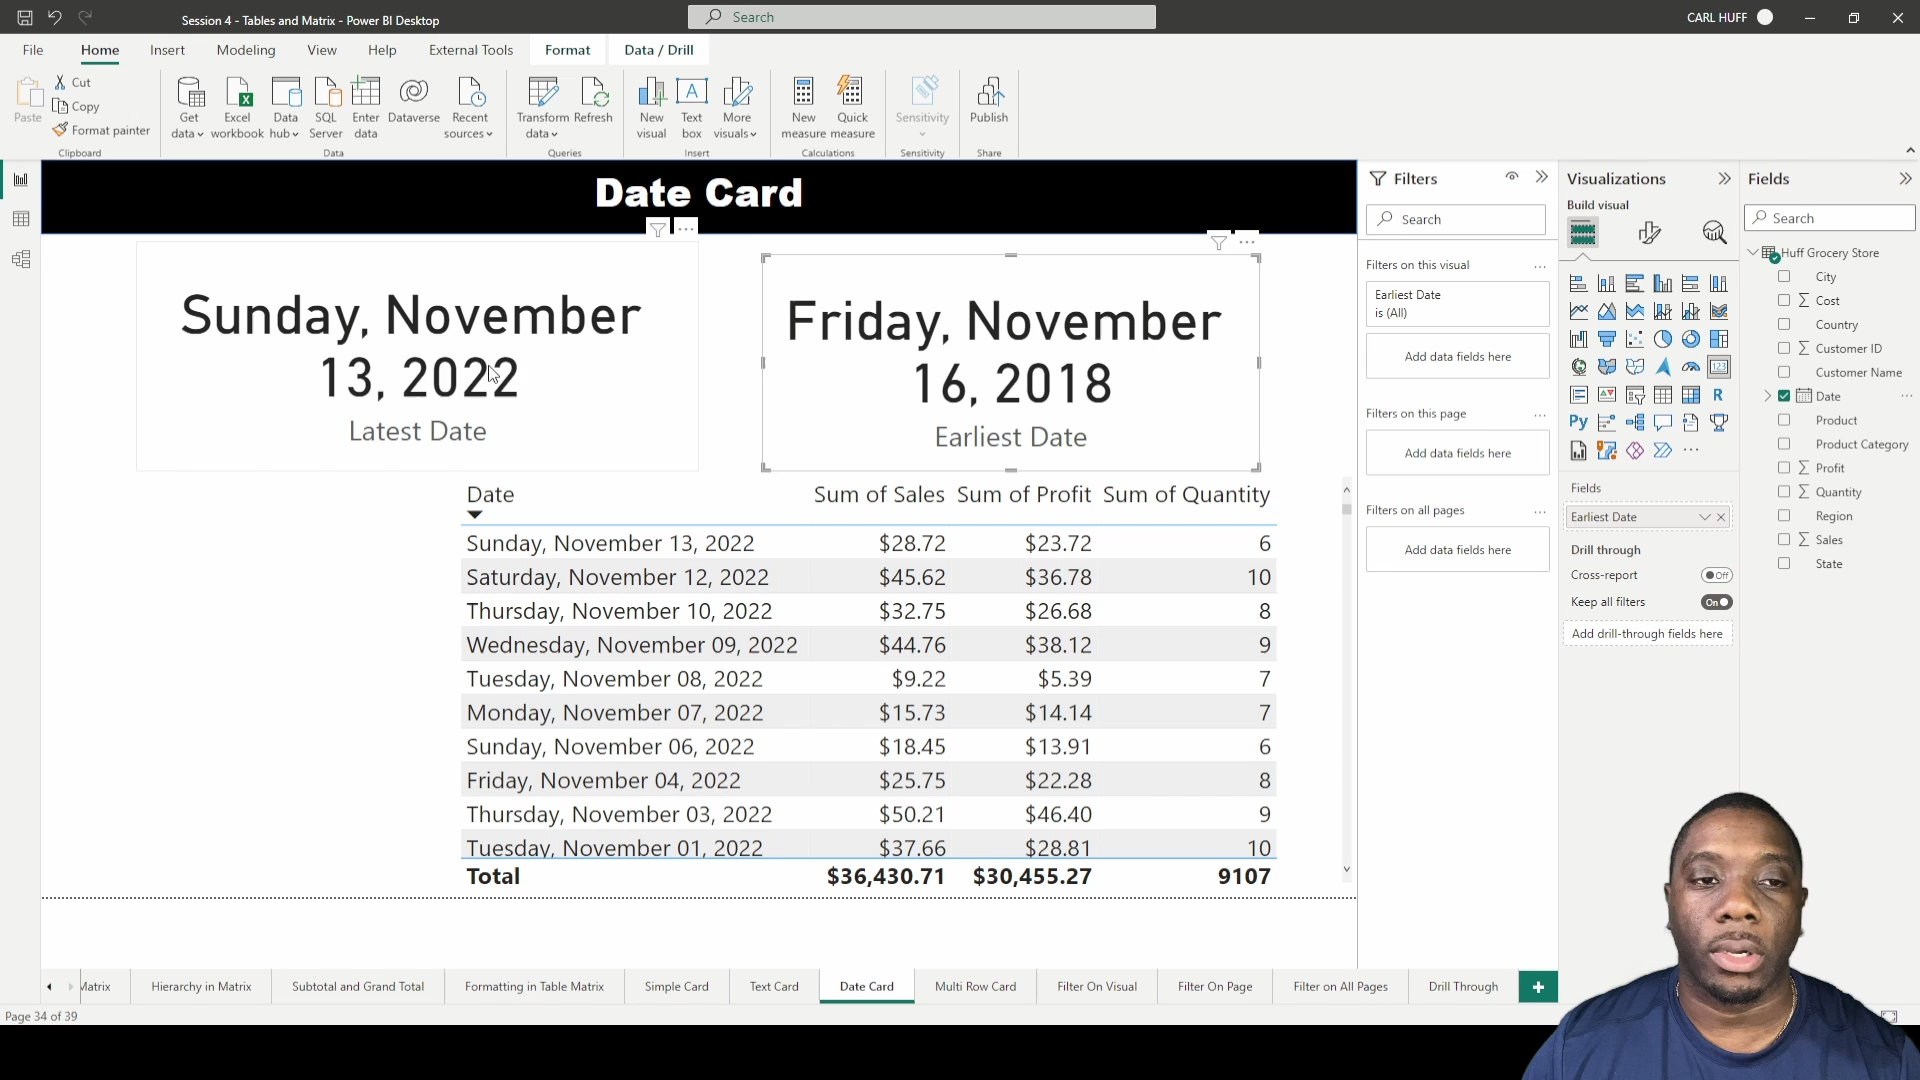 Session 4 - Tables and Matrix - Power BI Desktop
Search
CARL HUFF
File
Home
Insert
Modeling
View
Help
External Tools
Format
Data / Drill
Paste
Cut
Copy
Format painter
Clipboard
Get data
Excel workbook
Data hub
SQL Server
Enter data
Dataverse
Recent sources
Data
Transform data
Refresh
Queries
New visual
Text box
More visuals
Insert
New measure
Quick measure
Calculations
Sensitivity
Sensitivity
Publish
Share
Date Card
Sunday, November
13, 2022
Latest Date
Friday, November
16, 2018
Earliest Date
Date Sum of Sales Sum of Profit Sum of Quantity
Sunday, November 13, 2022 $28.72 $23.72 6
Saturday, November 12, 2022 $45.62 $36.78 10
Thursday, November 10, 2022 $32.75 $26.68 8
Wednesday, November 09, 2022 $44.76 $38.12 9
Tuesday, November 08, 2022 $9.22 $5.39 7
Monday, November 07, 2022 $15.73 $14.14 7
Sunday, November 06, 2022 $18.45 $13.91 6
Friday, November 04, 2022 $25.75 $22.28 8
Thursday, November 03, 2022 $50.21 $46.40 9
Tuesday, November 01, 2022 $37.66 $28.81 10
Total $36,430.71 $30,455.27 9107
Filters
Search
Filters on this visual
Earliest Date
is (All)
Add data fields here
Filters on this page
Add data fields here
Filters on all pages
Add data fields here
Visualizations
Build visual
123
R
Py
Fields
Earliest Date
Drill through
Cross-report Off
Keep all filters On
Add drill-through fields here
Fields
Search
Huff Grocery Store
City
Cost
Country
Customer ID
Customer Name
Date
Product
Product Category
Profit
Quantity
Region
Sales
State
Matrix
Hierarchy in Matrix
Subtotal and Grand Total
Formatting in Table Matrix
Simple Card
Text Card
Date Card
Multi Row Card
Filter On Visual
Filter On Page
Filter on All Pages
Drill Through
Page 34 of 39